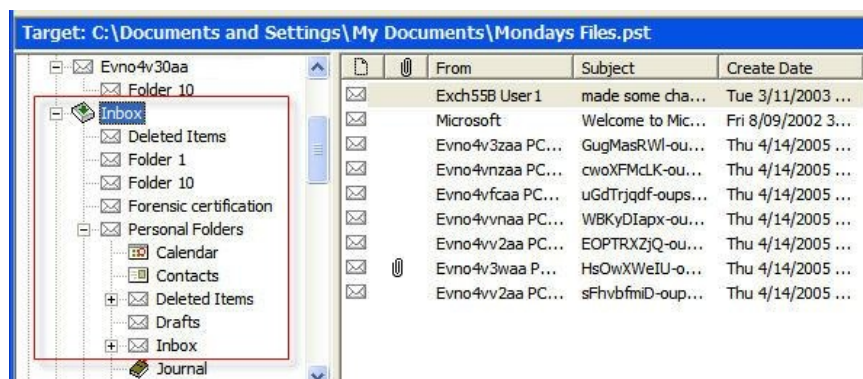 Target: C:\Documents and Settings\My Documents\Mondays Files.pst
Evno4v30aa
Folder 10
Inbox
Deleted Items
Folder 1
Folder 10
Forensic certification
Personal Folders
Calendar
Contacts
Deleted Items
Drafts
Inbox
Journal
From Subject Create Date
Exch55B User1 made some cha... Tue 3/11/2003 ...
Microsoft Welcome to Mic... Fri 8/09/2002 3...
Evno4v3zaa PC... GugMasRWl-ou... Thu 4/14/2005 ...
Evno4vnzaa PC... cwoXFMcLK-ou... Thu 4/14/2005 ...
Evno4vfcaa PC... uGdTrjqdf-oups... Thu 4/14/2005 ...
Evno4vvnaa PC... WBKyDIapx-ou... Thu 4/14/2005 ...
Evno4vv2aa PC... EOPTRXZjQ-ou... Thu 4/14/2005 ...
Evno4v3waa P... HsOwXWeIU-o... Thu 4/14/2005 ...
Evno4vv2aa PC... sFhvbfmiD-oup... Thu 4/14/2005 ...